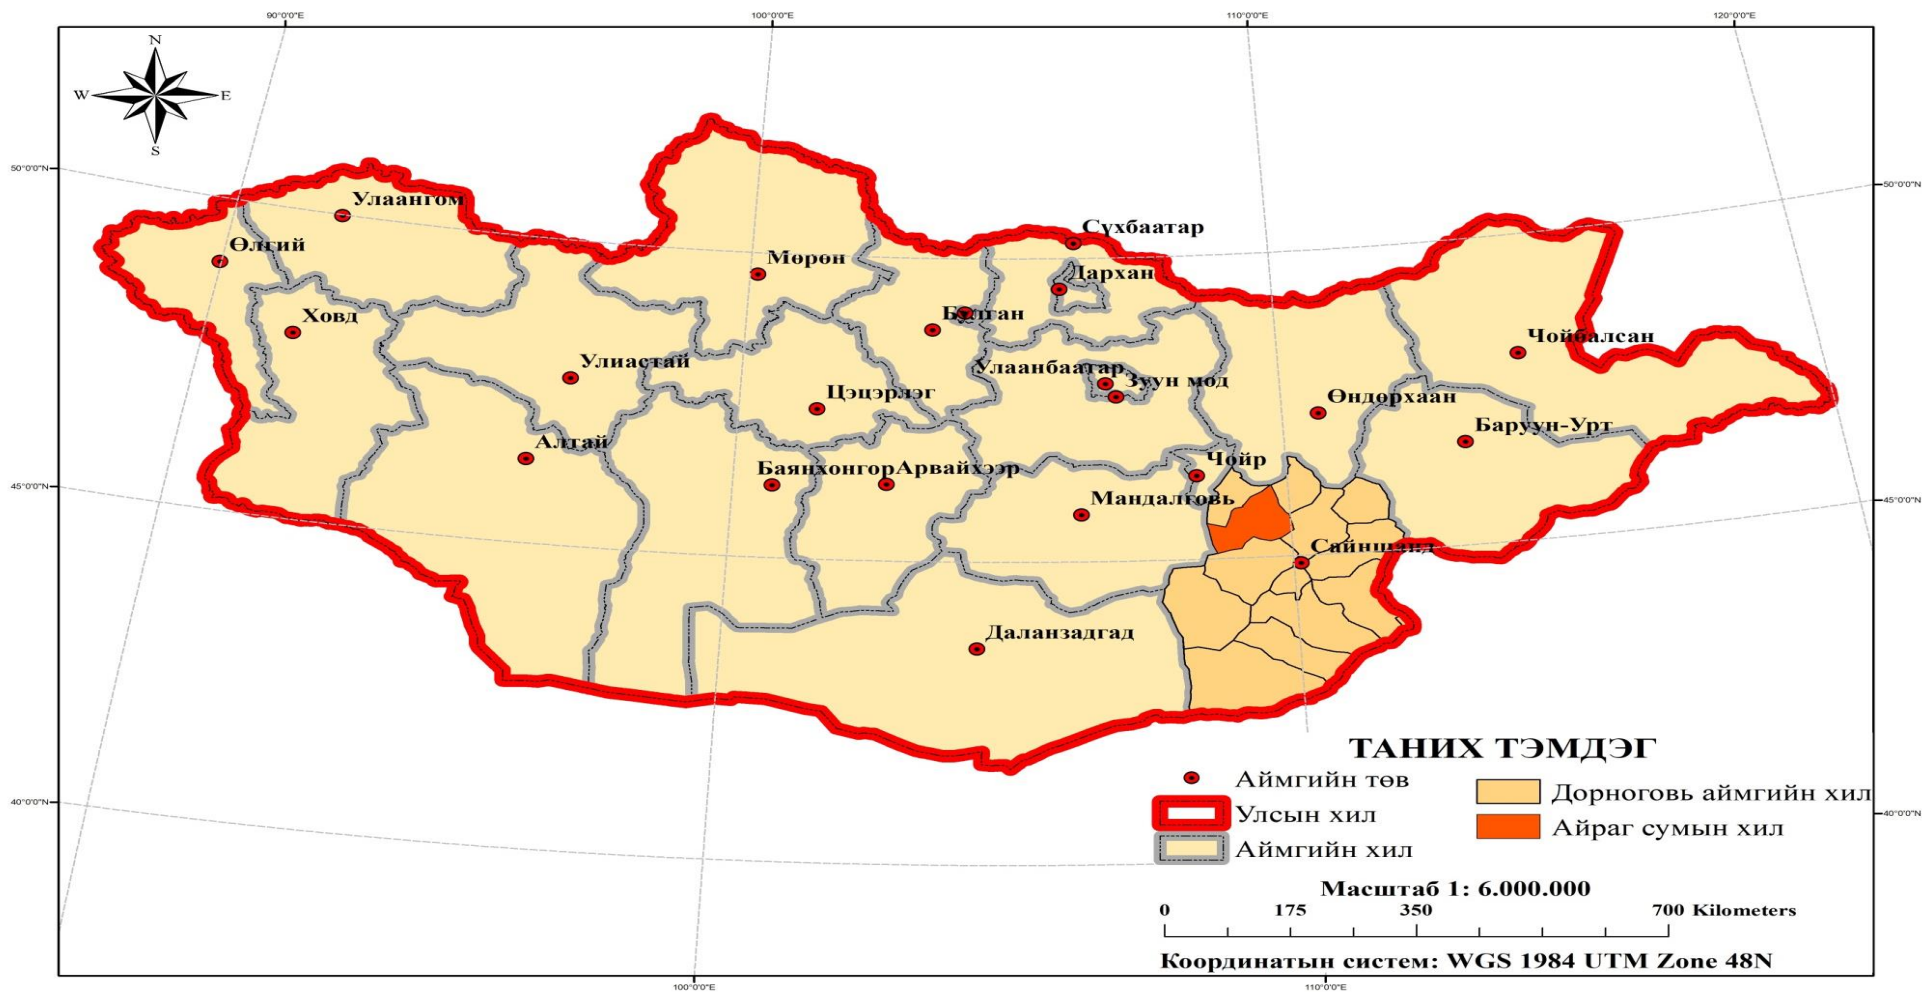 90°0'0"E 100°0'0"E 110°0'0"E 120°0'0"E
N
W E
S
50°0'0"N 50°0'0"N
Улаангом
Өлгий
Сүхбаатар
Мөрөн
Дархан
Ховд
Булган
Чойбалсан
Улиастай
Улаанбаатар
Зуун мод
Цэцэрлэг
Өндөрхаан
Баруун-Урт
Алтай
Баянхонгор
Арвайхээр
Чойр
45°0'0"N 45°0'0"N
Мандалговь
Сайншанд
Даланзадгад
ТАНИХ ТЭМДЭГ
Аймгийн төв
Улсын хил
Аймгийн хил
Дорноговь аймгийн хил
Айраг сумын хил
40°0'0"N 40°0'0"N
Масштаб 1: 6.000.000
0 175 350 700 Kilometers
Координатын систем: WGS 1984 UTM Zone 48N
100°0'0"E 110°0'0"E